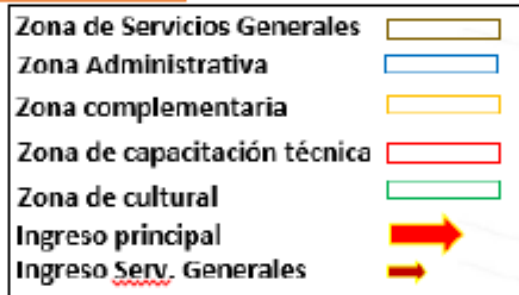 Zona de Servicios Generales
Zona Administrativa
Zona complementaria
Zona de capacitación técnica
Zona de cultural
Ingreso principal
Ingreso Serv. Generales